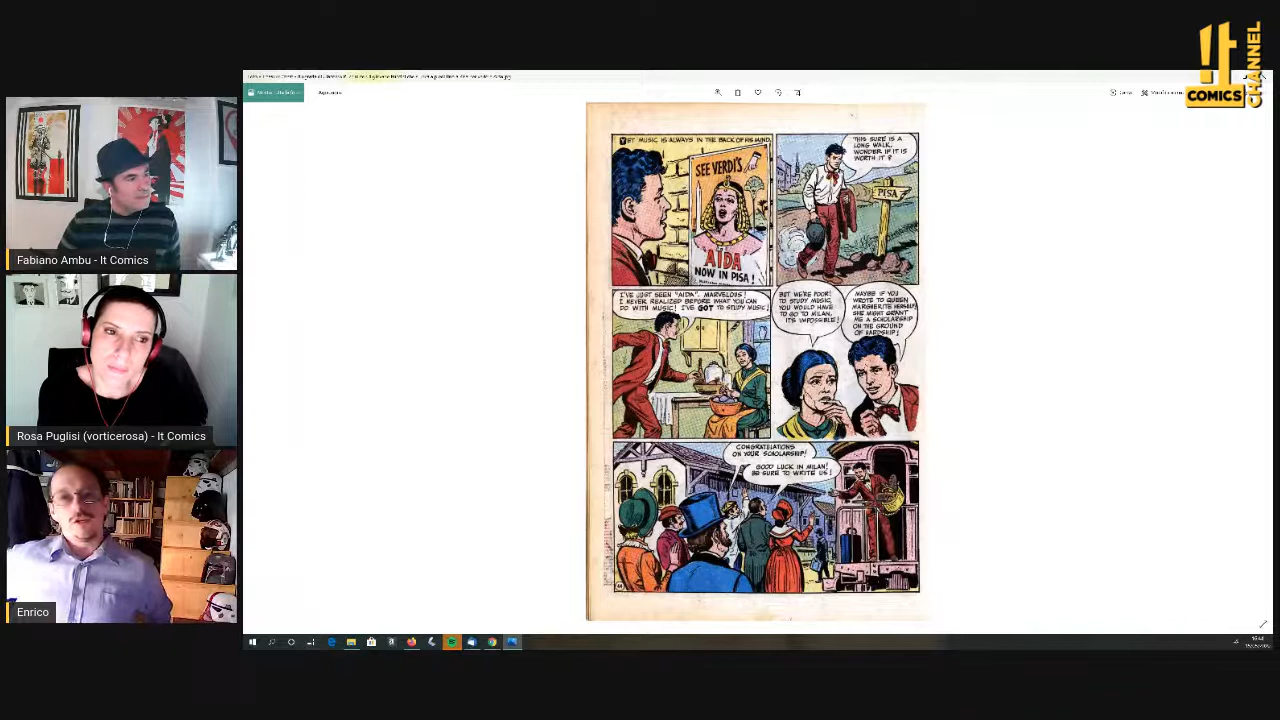 !t
COMICS
CHANNEL
Fabiano Ambu - It Comics
Rosa Puglisi (vorticerosa) - It Comics
Enrico
YET MUSIC IS ALWAYS IN THE BACK OF HIS MIND
SEE VERDI'S
AIDA
NOW IN PISA!
THIS SURE IS A
LONG WALK.
WONDER IF IT IS
WORTH IT?
PISA
I'VE JUST SEEN "AIDA". MARVELOUS!
I NEVER REALIZED BEFORE WHAT YOU CAN
DO WITH MUSIC! I'VE GOT TO STUDY MUSIC!
BUT WE'RE POOR!
TO STUDY MUSIC,
YOU WOULD HAVE
TO GO TO MILAN.
IT'S IMPOSSIBLE!
MAYBE IF YOU
WROTE TO QUEEN
MARGHERITE HERSELF,
SHE MIGHT GRANT
ME A SCHOLARSHIP
ON THE GROUND
OF HARDSHIP!
CONGRATULATIONS
ON YOUR SCHOLARSHIP!
GOOD LUCK IN MILAN!
BE SURE TO WRITE US!